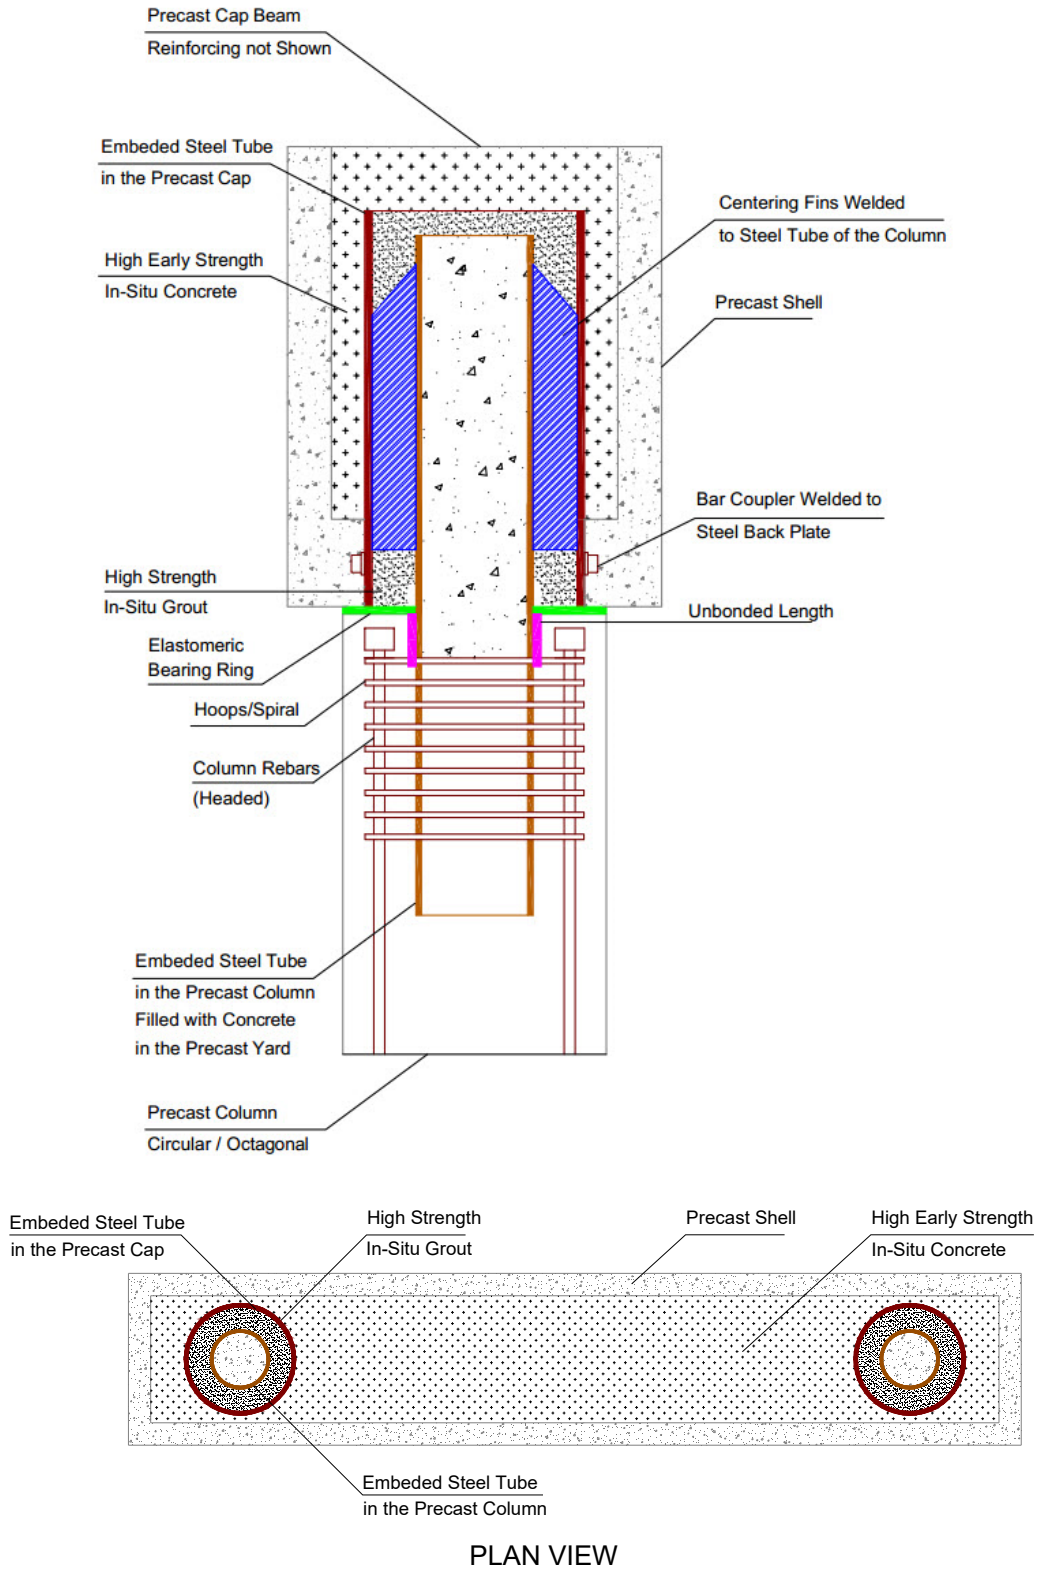 Precast Cap Beam
Reinforcing not Shown
Embeded Steel Tube
in the Precast Cap
Centering Fins Welded
to Steel Tube of the Column
High Early Strength
In-Situ Concrete
Precast Shell
Bar Coupler Welded to
Steel Back Plate
High Strength
In-Situ Grout
Unbonded Length
Elastomeric
Bearing Ring
Hoops/Spiral
Column Rebars
(Headed)
Embeded Steel Tube
in the Precast Column
Filled with Concrete
in the Precast Yard
Precast Column
Circular / Octagonal
Embeded Steel Tube
in the Precast Cap
High Strength
In-Situ Grout
Precast Shell
High Early Strength
In-Situ Concrete
Embeded Steel Tube
in the Precast Column
PLAN VIEW